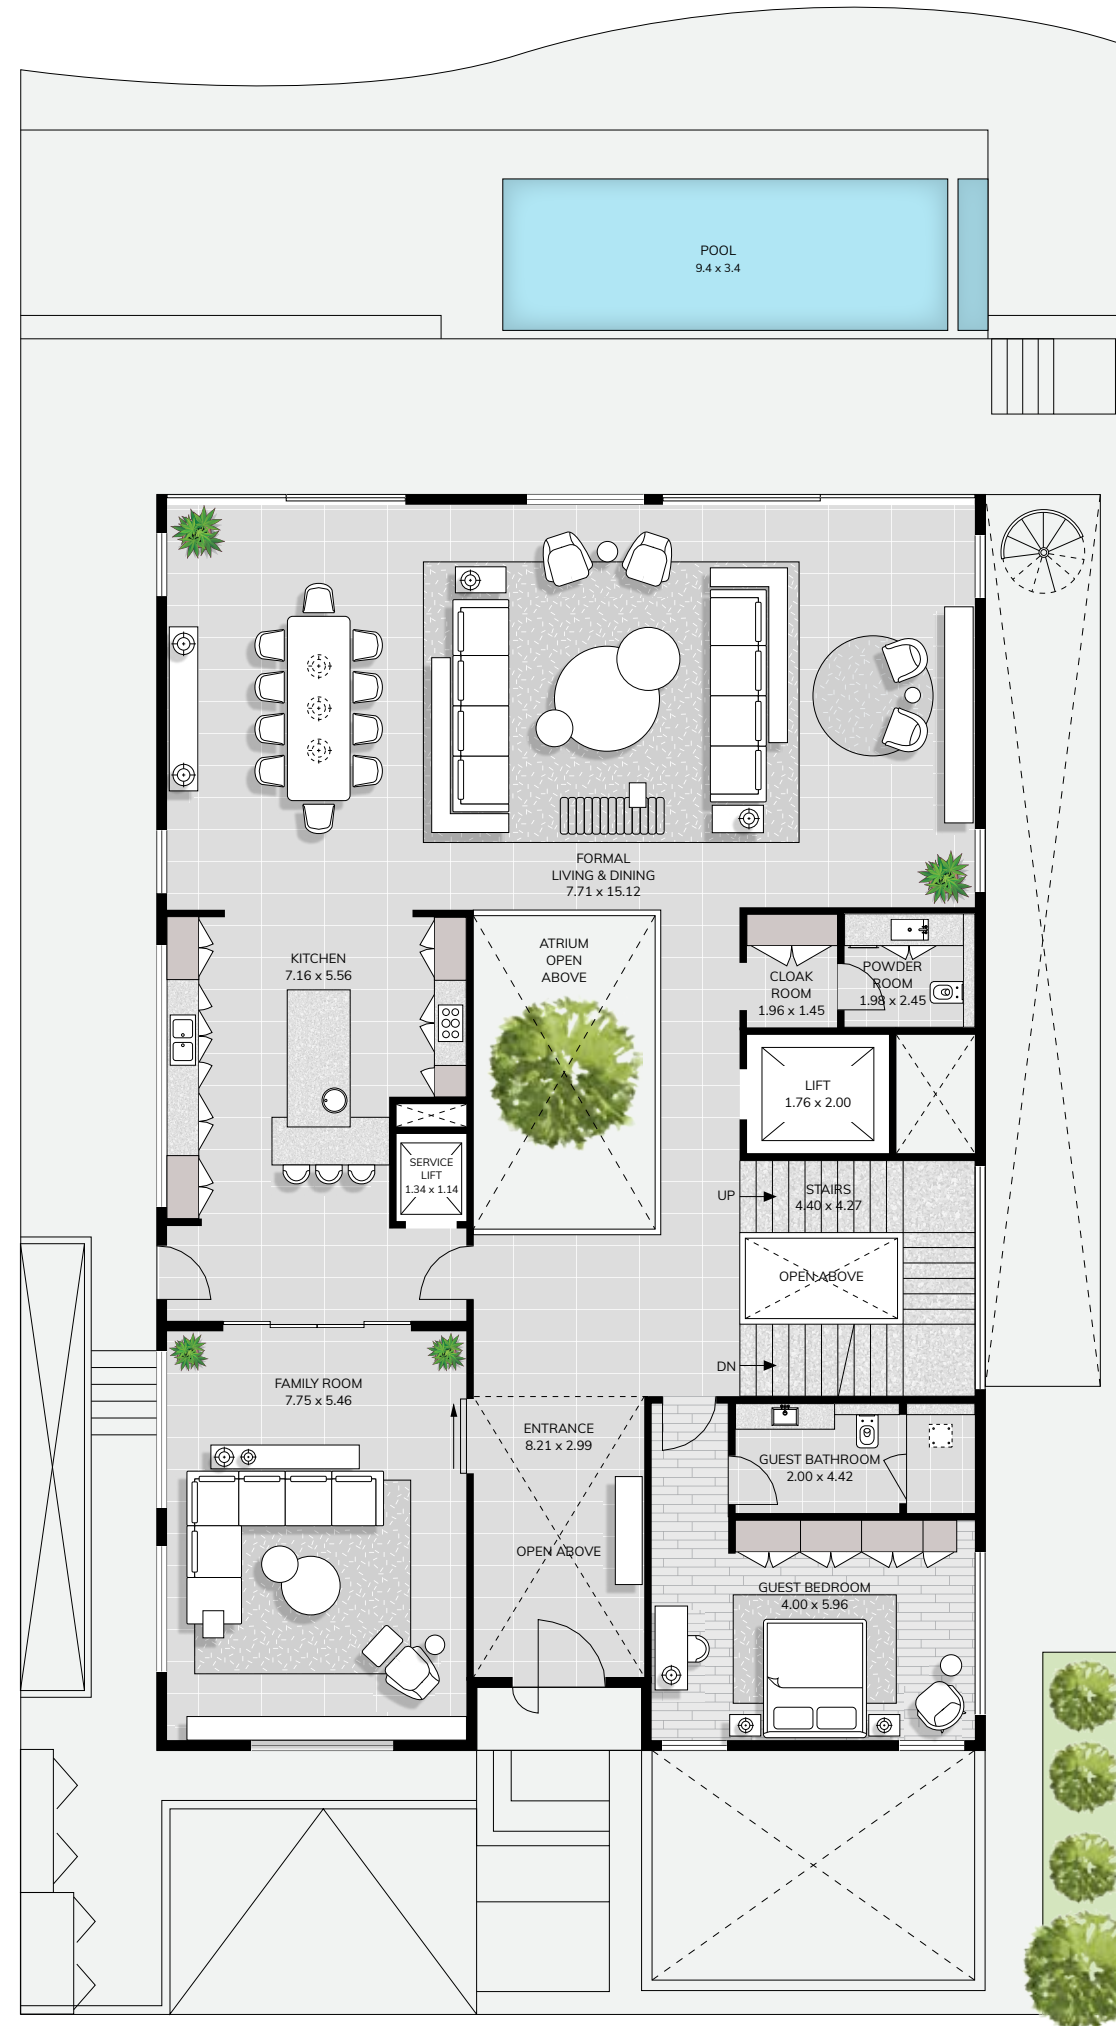 POOL
9.4 x 3.4
FORMAL
LIVING & DINING
7.71 x 15.12
KITCHEN
7.16 x 5.56
ATRIUM
OPEN
ABOVE
CLOAK
ROOM
1.96 x 1.45
POWDER
ROOM
1.98 x 2.45
LIFT
1.76 x 2.00
SERVICE
LIFT
1.34 x 1.14
UP
STAIRS
4.40 x 4.27
OPEN ABOVE
DN
FAMILY ROOM
7.75 x 5.46
ENTRANCE
8.21 x 2.99
OPEN ABOVE
GUEST BATHROOM
2.00 x 4.42
GUEST BEDROOM
4.00 x 5.96